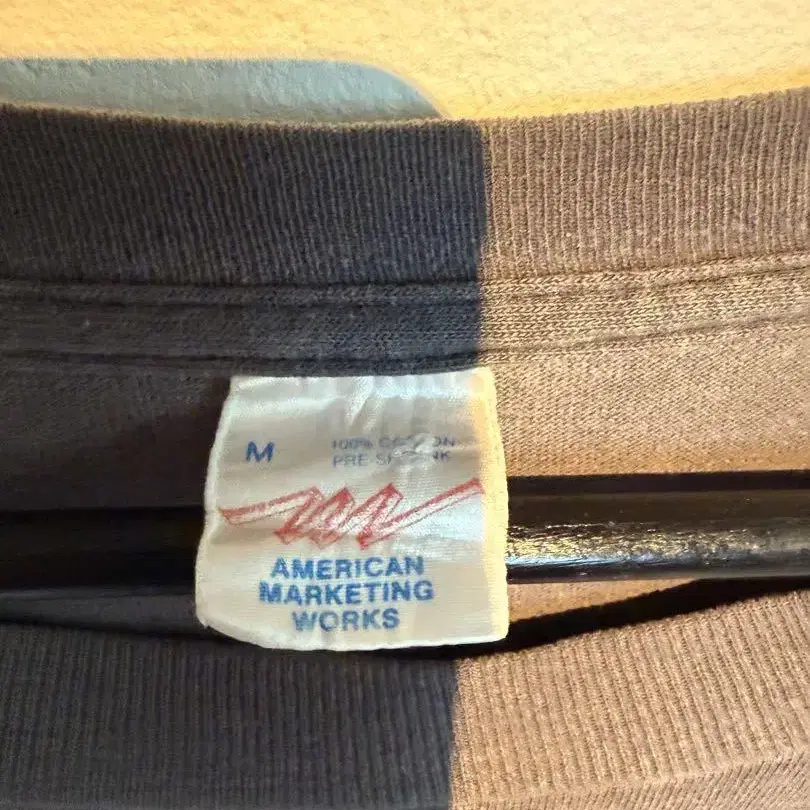 M
100% COTTON
PRE SHRUNK
AMERICAN
MARKETING
WORKS